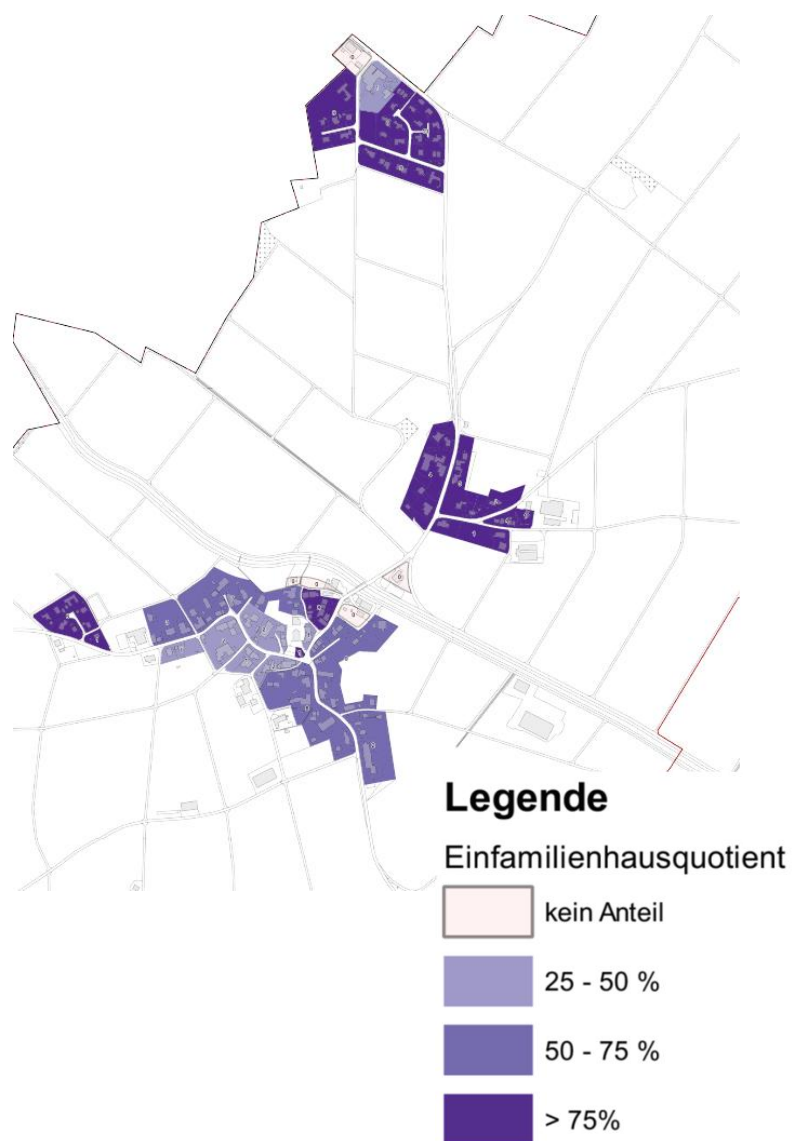 Legende
Einfamilienhausquotient
kein Anteil
25 - 50 %
50 - 75 %
> 75%